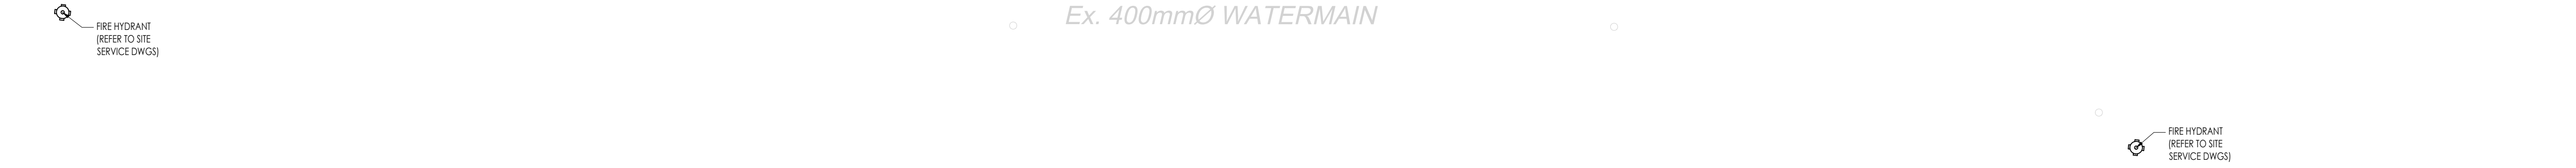 FIRE HYDRANT
(REFER TO SITE
SERVICE DWGS)
Ex. 400mmØ WATERMAIN
FIRE HYDRANT
(REFER TO SITE
SERVICE DWGS)